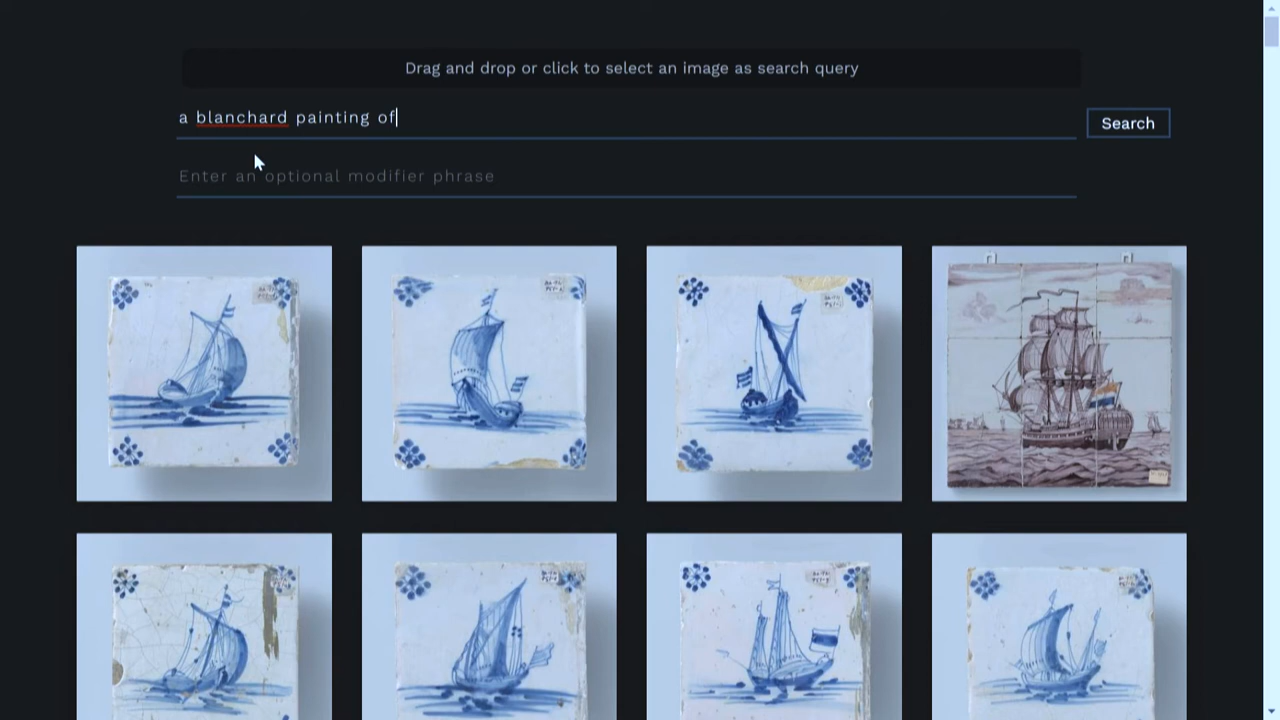 Drag and drop or click to select an image as search query
a blanchard painting of
Search
Enter an optional modifier phrase